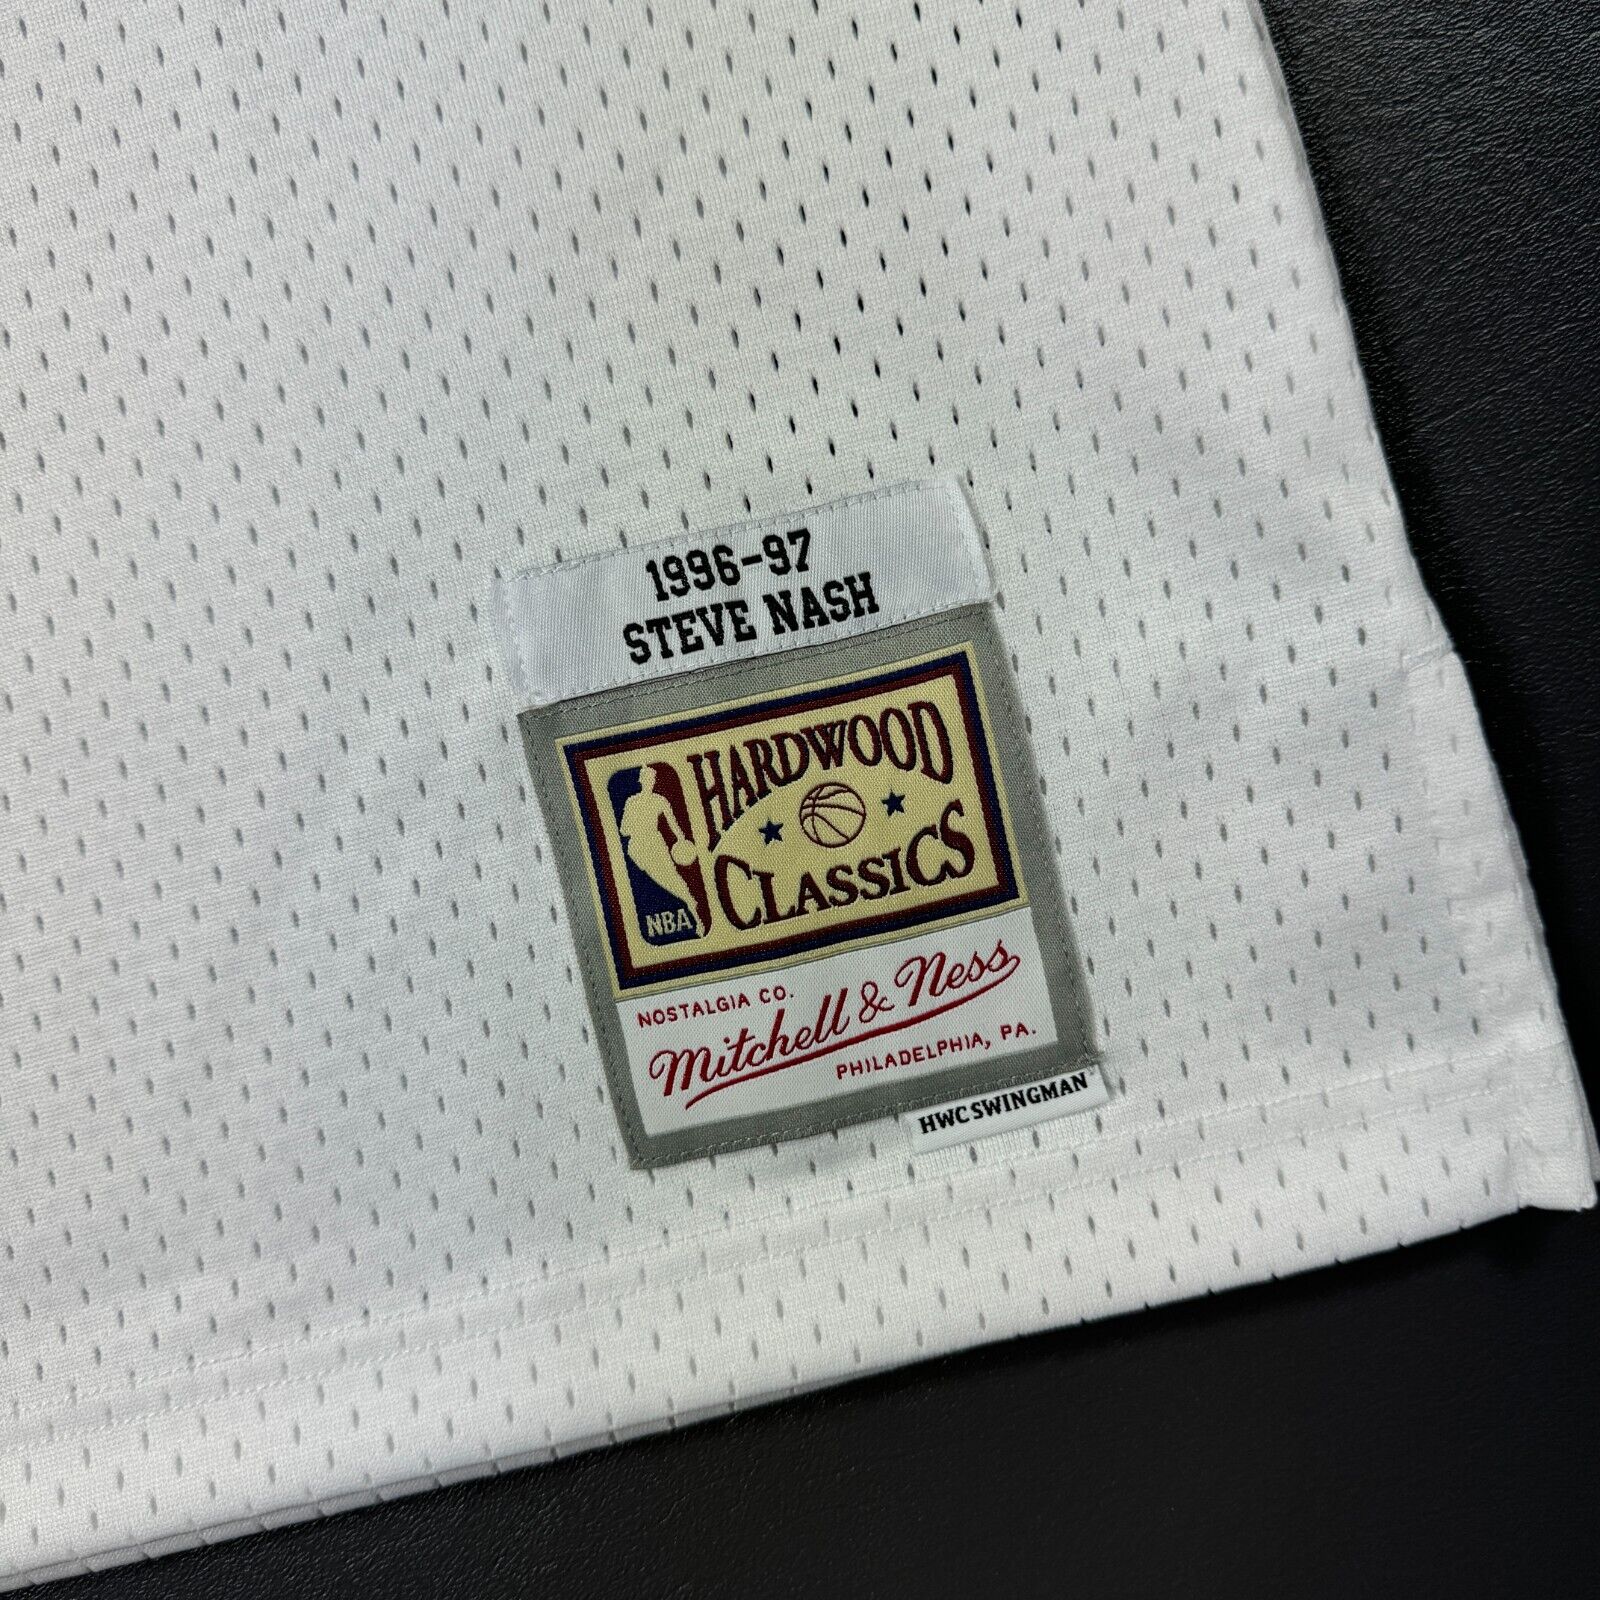 1996-97
STEVE NASH
HARDWOOD
CLASSICS
NBA
NOSTALGIA CO.
Mitchell & Ness
PHILADELPHIA, PA.
HWC SWINGMAN